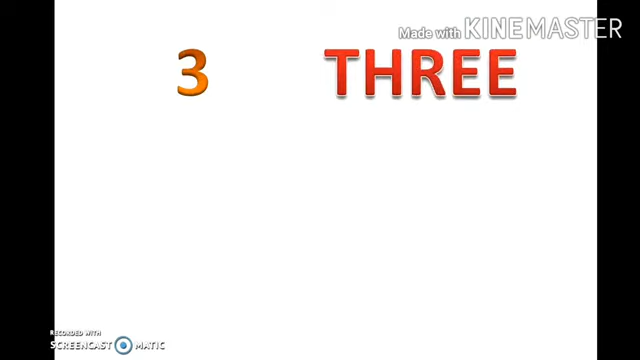 Made with KINEMASTER
3 THREE
RECORDED WITH
SCREENCAST MATIC